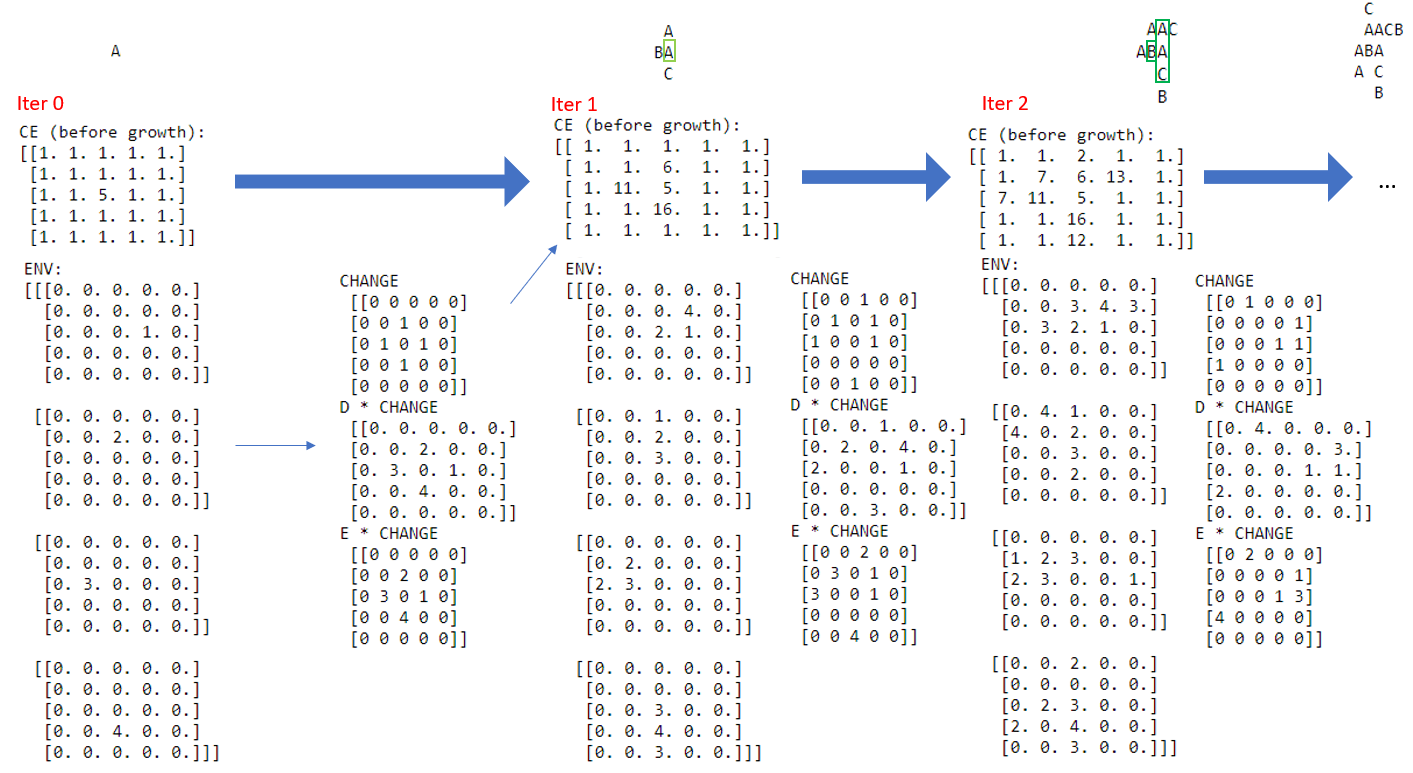 A
Iter 0
CE (before growth):
[[1. 1. 1. 1. 1.]
[1. 1. 1. 1. 1.]
[1. 1. 5. 1. 1.]
[1. 1. 1. 1. 1.]
[1. 1. 1. 1. 1.]]
ENV:
[[[0. 0. 0. 0. 0.]
[0. 0. 0. 0. 0.]
[0. 0. 0. 1. 0.]
[0. 0. 0. 0. 0.]
[0. 0. 0. 0. 0.]]
[[0. 0. 0. 0. 0.]
[0. 0. 2. 0. 0.]
[0. 0. 0. 0. 0.]
[0. 0. 0. 0. 0.]
[0. 0. 0. 0. 0.]]
[[0. 0. 0. 0. 0.]
[0. 0. 0. 0. 0.]
[0. 3. 0. 0. 0.]
[0. 0. 0. 0. 0.]
[0. 0. 0. 0. 0.]]
[[0. 0. 0. 0. 0.]
[0. 0. 0. 0. 0.]
[0. 0. 0. 0. 0.]
[0. 0. 4. 0. 0.]
[0. 0. 0. 0. 0.]]]
CHANGE
[[0 0 0 0 0]
[0 0 1 0 0]
[0 1 0 1 0]
[0 0 1 0 0]
[0 0 0 0 0]]
D * CHANGE
[[0. 0. 0. 0. 0.]
[0. 0. 2. 0. 0.]
[0. 3. 0. 1. 0.]
[0. 0. 4. 0. 0.]
[0. 0. 0. 0. 0.]]
E * CHANGE
[[0 0 0 0 0]
[0 0 2 0 0]
[0 3 0 1 0]
[0 0 4 0 0]
[0 0 0 0 0]]
A
BA
C
Iter 1
CE (before growth):
[[ 1. 1. 1. 1. 1.]
[ 1. 1. 6. 1. 1.]
[ 1. 11. 5. 1. 1.]
[ 1. 1. 16. 1. 1.]
[ 1. 1. 1. 1. 1.]]
ENV:
[[[0. 0. 0. 0. 0.]
[0. 0. 0. 4. 0.]
[0. 0. 2. 1. 0.]
[0. 0. 0. 0. 0.]
[0. 0. 0. 0. 0.]]
[[0. 0. 1. 0. 0.]
[0. 0. 2. 0. 0.]
[0. 0. 3. 0. 0.]
[0. 0. 0. 0. 0.]
[0. 0. 0. 0. 0.]]
[[0. 0. 0. 0. 0.]
[0. 2. 0. 0. 0.]
[2. 3. 0. 0. 0.]
[0. 0. 0. 0. 0.]
[0. 0. 0. 0. 0.]]
[[0. 0. 0. 0. 0.]
[0. 0. 0. 0. 0.]
[0. 0. 3. 0. 0.]
[0. 0. 4. 0. 0.]
[0. 0. 3. 0. 0.]]]
CHANGE
[[0 0 1 0 0]
[0 1 0 1 0]
[1 0 0 1 0]
[0 0 0 0 0]
[0 0 1 0 0]]
D * CHANGE
[[0. 0. 1. 0. 0.]
[0. 2. 0. 4. 0.]
[2. 0. 0. 1. 0.]
[0. 0. 0. 0. 0.]
[0. 0. 3. 0. 0.]]
E * CHANGE
[[0 0 2 0 0]
[0 3 0 1 0]
[3 0 0 1 0]
[0 0 0 0 0]
[0 0 4 0 0]]
AAC
ABA
C
B
Iter 2
CE (before growth):
[[ 1. 1. 2. 1. 1.]
[ 1. 7. 6. 13. 1.]
[ 7. 11. 5. 1. 1.]
[ 1. 1. 16. 1. 1.]
[ 1. 1. 12. 1. 1.]]
ENV:
[[[0. 0. 0. 0. 0.]
[0. 0. 3. 4. 3.]
[0. 3. 2. 1. 0.]
[0. 0. 0. 0. 0.]
[0. 0. 0. 0. 0.]]
[[0. 4. 1. 0. 0.]
[4. 0. 2. 0. 0.]
[0. 0. 3. 0. 0.]
[0. 0. 2. 0. 0.]
[0. 0. 0. 0. 0.]]
[[0. 0. 0. 0. 0.]
[1. 2. 3. 0. 0.]
[2. 3. 0. 0. 1.]
[0. 0. 0. 0. 0.]
[0. 0. 0. 0. 0.]]
[[0. 0. 2. 0. 0.]
[0. 0. 0. 0. 0.]
[0. 2. 3. 0. 0.]
[2. 0. 4. 0. 0.]
[0. 0. 3. 0. 0.]]]
CHANGE
[[0 1 0 0 0]
[0 0 0 0 1]
[0 0 0 1 1]
[1 0 0 0 0]
[0 0 0 0 0]]
D * CHANGE
[[0. 4. 0. 0. 0.]
[0. 0. 0. 0. 3.]
[0. 0. 0. 1. 1.]
[2. 0. 0. 0. 0.]
[0. 0. 0. 0. 0.]]
E * CHANGE
[[0 2 0 0 0]
[0 0 0 0 1]
[0 0 0 1 3]
[4 0 0 0 0]
[0 0 0 0 0]]
C
AACB
ABA
A C
B
...